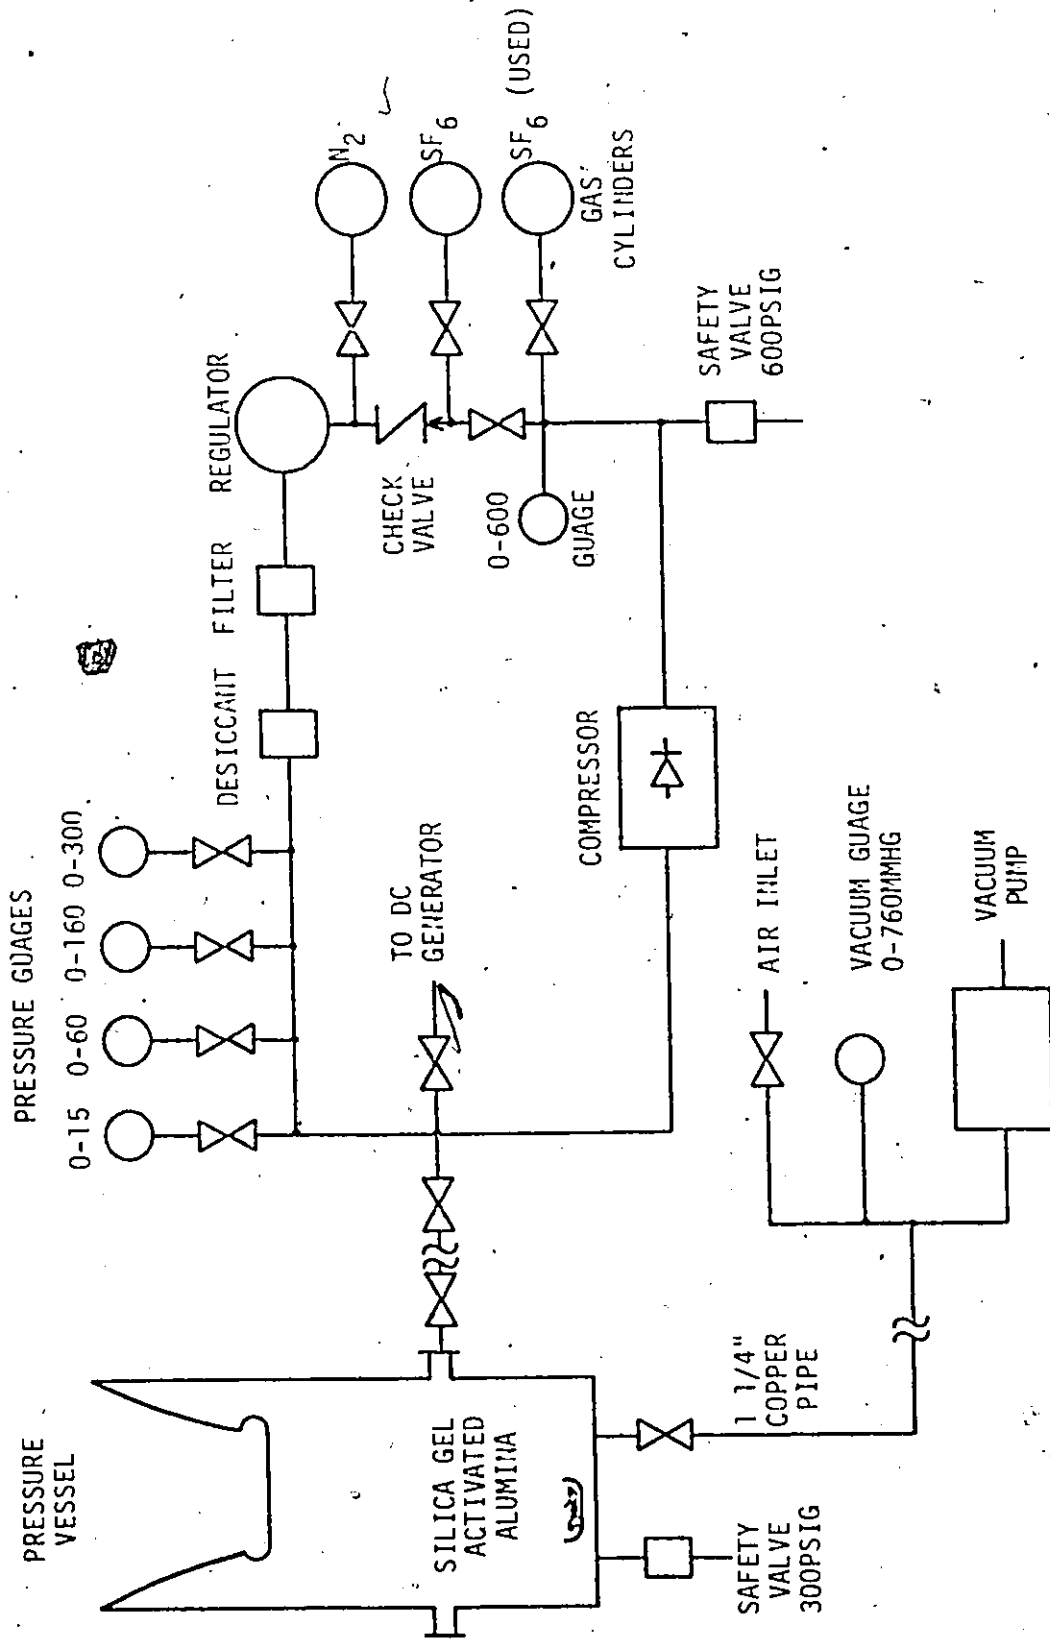 PRESSURE GUAGES
0-15 0-60 0-160 0-300
DESICCANT FILTER REGULATOR
N2
SF6
SF6 (USED)
GAS
CYLINDERS
CHECK
VALVE
0-600
GUAGE
SAFETY
VALVE
600PSIG
PRESSURE
VESSEL
TO DC
GENERATOR
COMPRESSOR
SILICA GEL
ACTIVATED
ALUMINA
AIR INLET
VACUUM GUAGE
0-760MMHG
VACUUM
PUMP
1 1/4"
COPPER
PIPE
SAFETY
VALVE
300PSIG